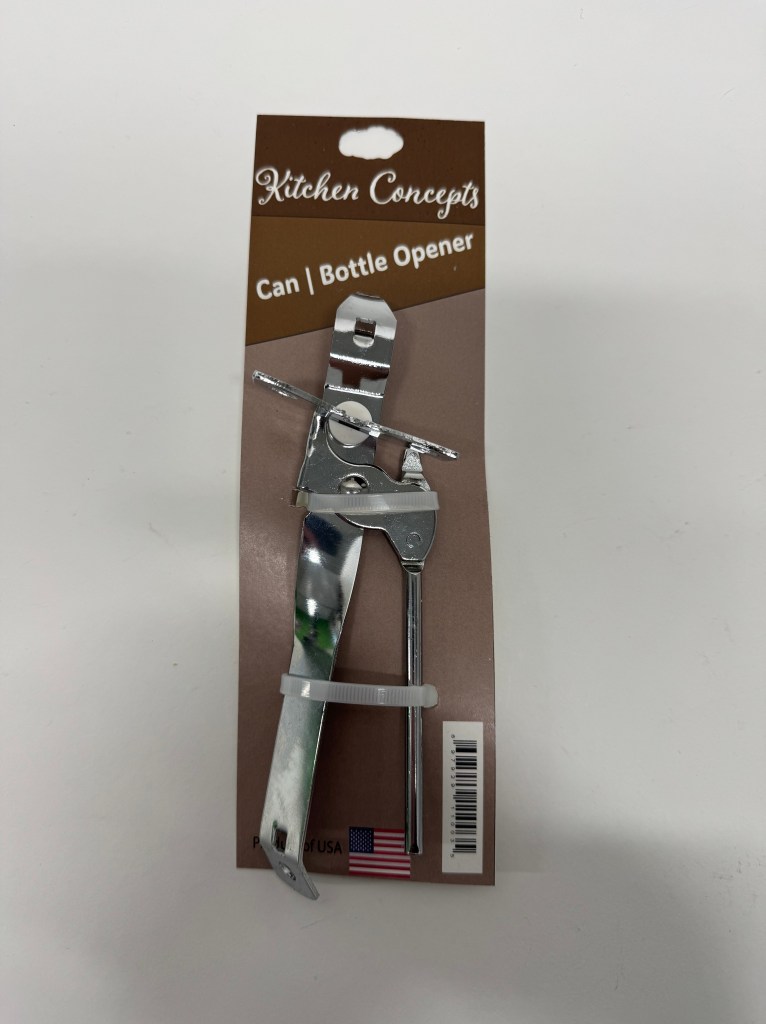 Kitchen Concepts
Can | Bottle Opener
of USA